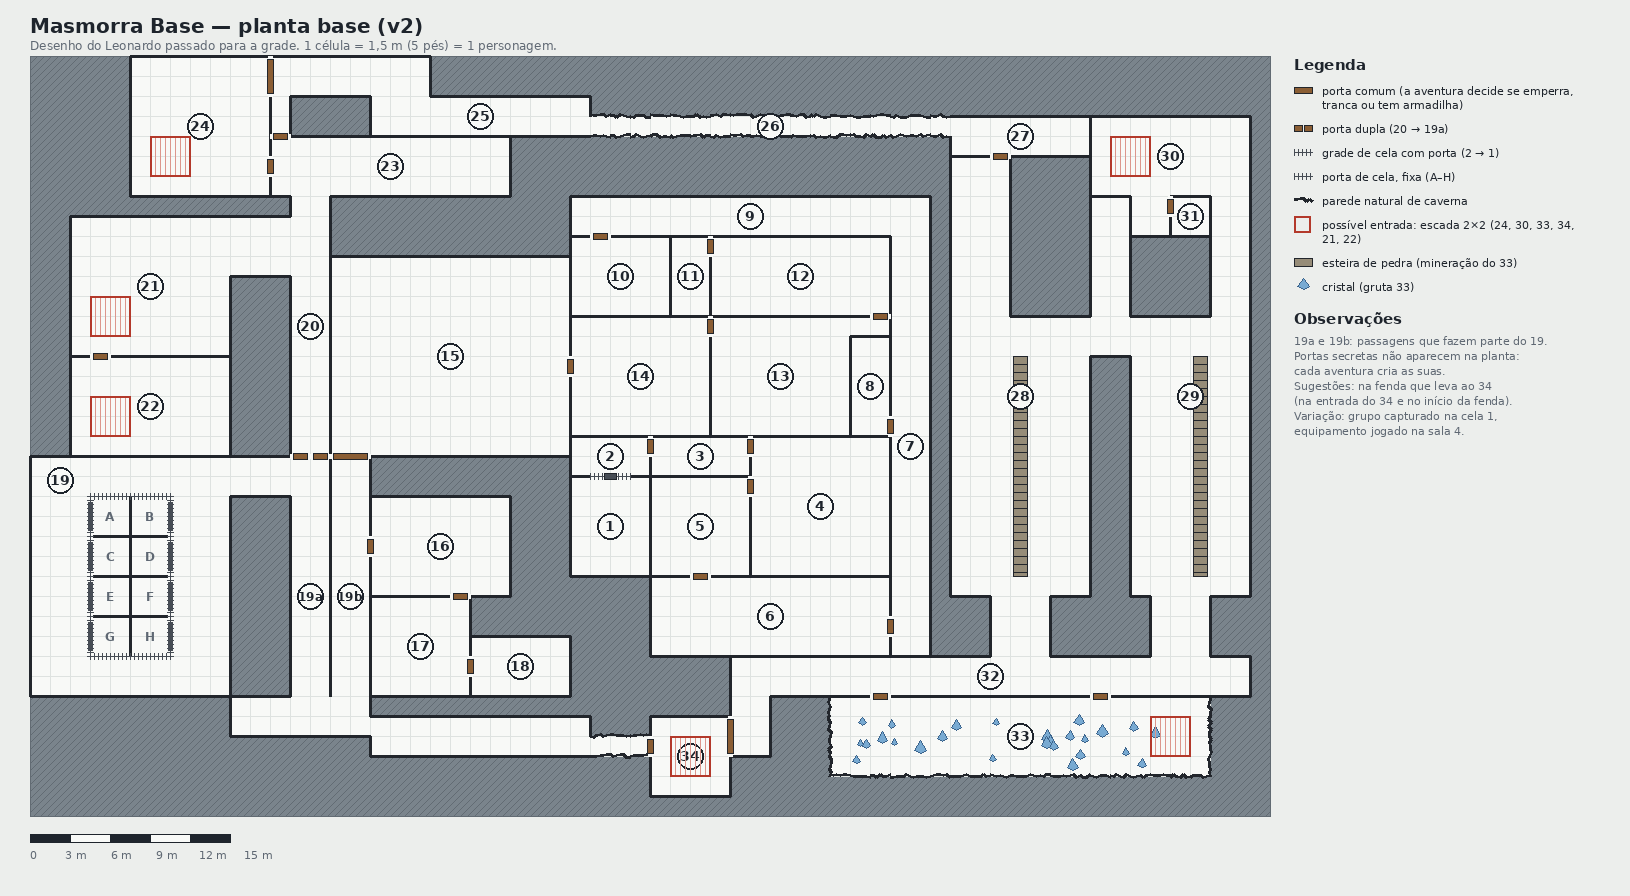 Masmorra Base — planta base (v2)
Desenho do Leonardo passado para a grade. 1 célula = 1,5 m (5 pés) = 1 personagem.
24
25
26
27
30
23
31
9
21
10
11
12
20
15
14
13
8
28
29
22
2
3
7
19
4
A B
1
5
16
C D
19a
19b
E F
6
17
G H
18
32
33
34
0 3 m 6 m 9 m 12 m 15 m
Legenda
porta comum (a aventura decide se emperra,
tranca ou tem armadilha)
porta dupla (20 → 19a)
grade de cela com porta (2 → 1)
porta de cela, fixa (A–H)
parede natural de caverna
possível entrada: escada 2×2 (24, 30, 33, 34,
21, 22)
esteira de pedra (mineração do 33)
cristal (gruta 33)
Observações
19a e 19b: passagens que fazem parte do 19.
Portas secretas não aparecem na planta:
cada aventura cria as suas.
Sugestões: na fenda que leva ao 34
(na entrada do 34 e no início da fenda).
Variação: grupo capturado na cela 1,
equipamento jogado na sala 4.